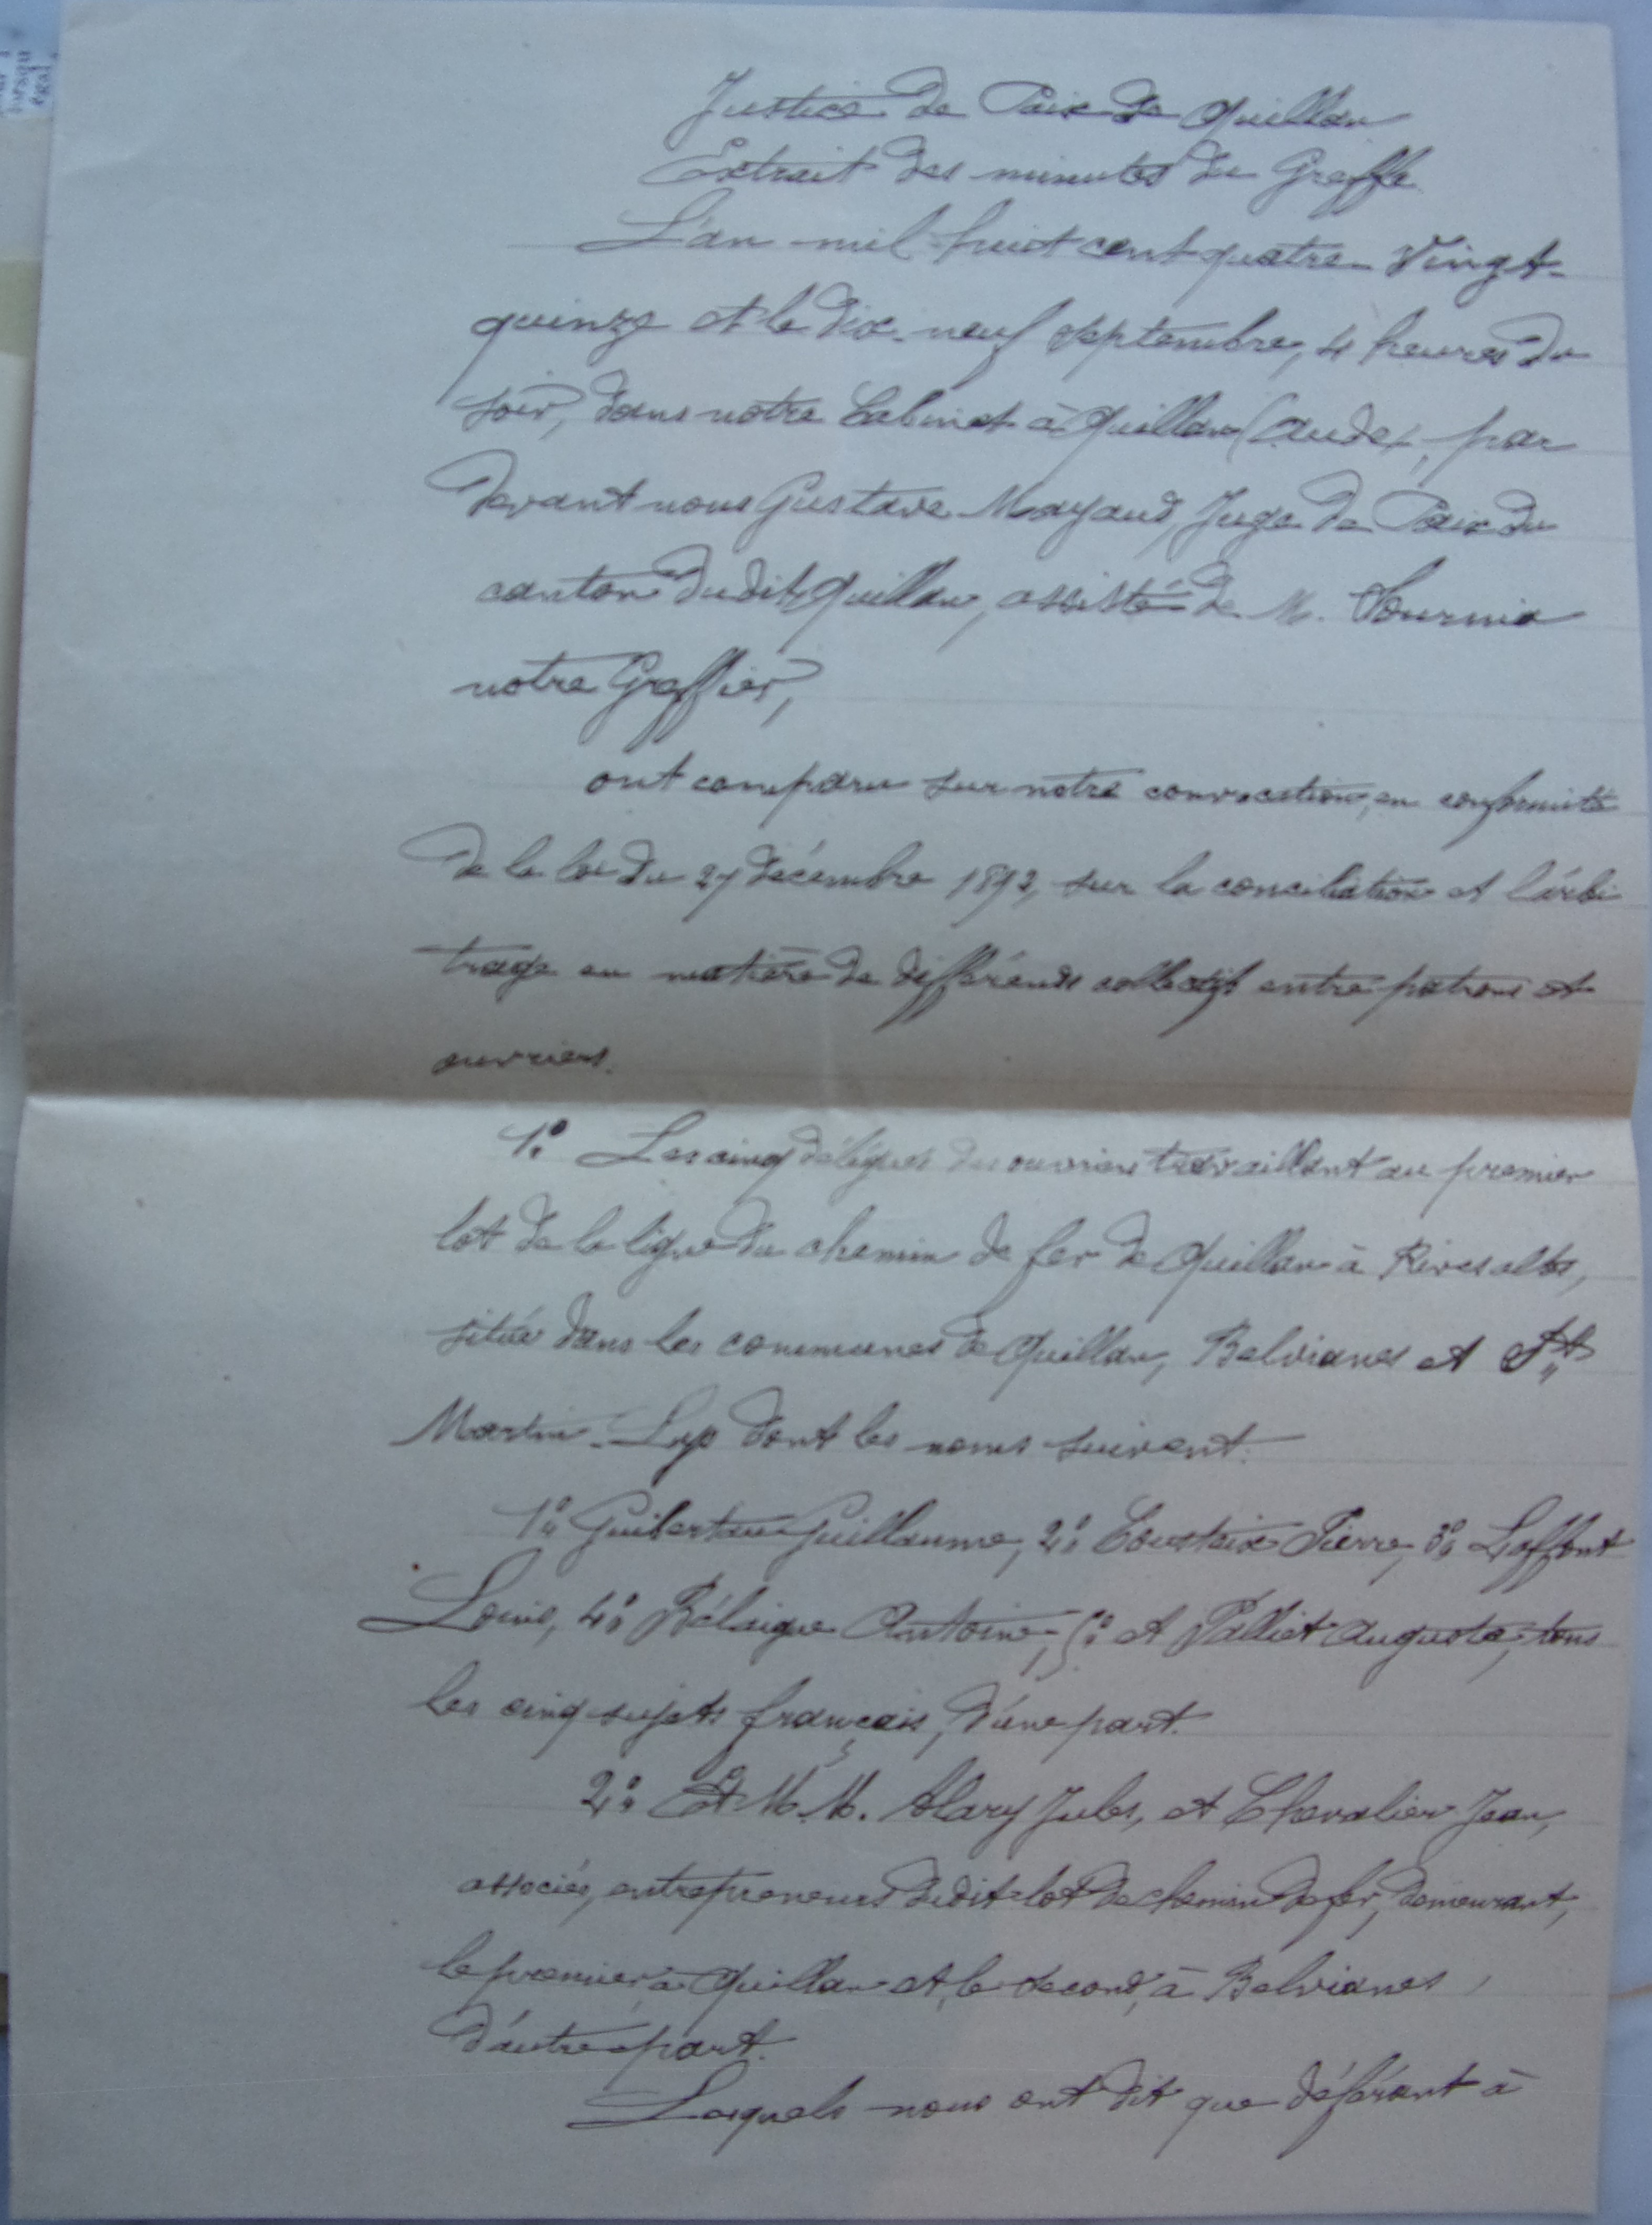 Justice de Paix de Quillan
Extrait des minutes du Greffe
L'an mil huit cent quatre-vingt-
quinze et le dix-neuf septembre, 4 heures du
soir, dans notre Cabinet à Quillan (Aude), par
devant nous Gustave Mayaud, Juge de Paix du
canton dudit Quillan, assisté de M. Sournia
notre Greffier,
ont comparu sur notre convocation, en conformité
de la loi du 27 décembre 1892, sur la conciliation et l'arbi
trage en matière de différends collectifs entre patrons et
ouvriers.
1° Les cinq délégués des ouvriers travaillant au premier
lot de la ligne du chemin de fer de Quillan à Rivesaltes,
située dans les communes de Quillan, Belvianes et St
Martin-Lys dont les noms suivent:
1° Guiberteau Guillaume, 2° Coustaix Pierre, 3° Laffont
Louis, 4° Bélaigue Antoine, 5° et Palliet Auguste, tous
les cinq sujets français, d'une part.
2° Et M.M. Alary Jules, et Chevalier Jean,
associés, entrepreneurs dudit lot de chemin de fer, demeurant,
le premier à Quillan et, le second, à Belvianes,
d'autre part.
Lesquels nous ont dit que déférant à